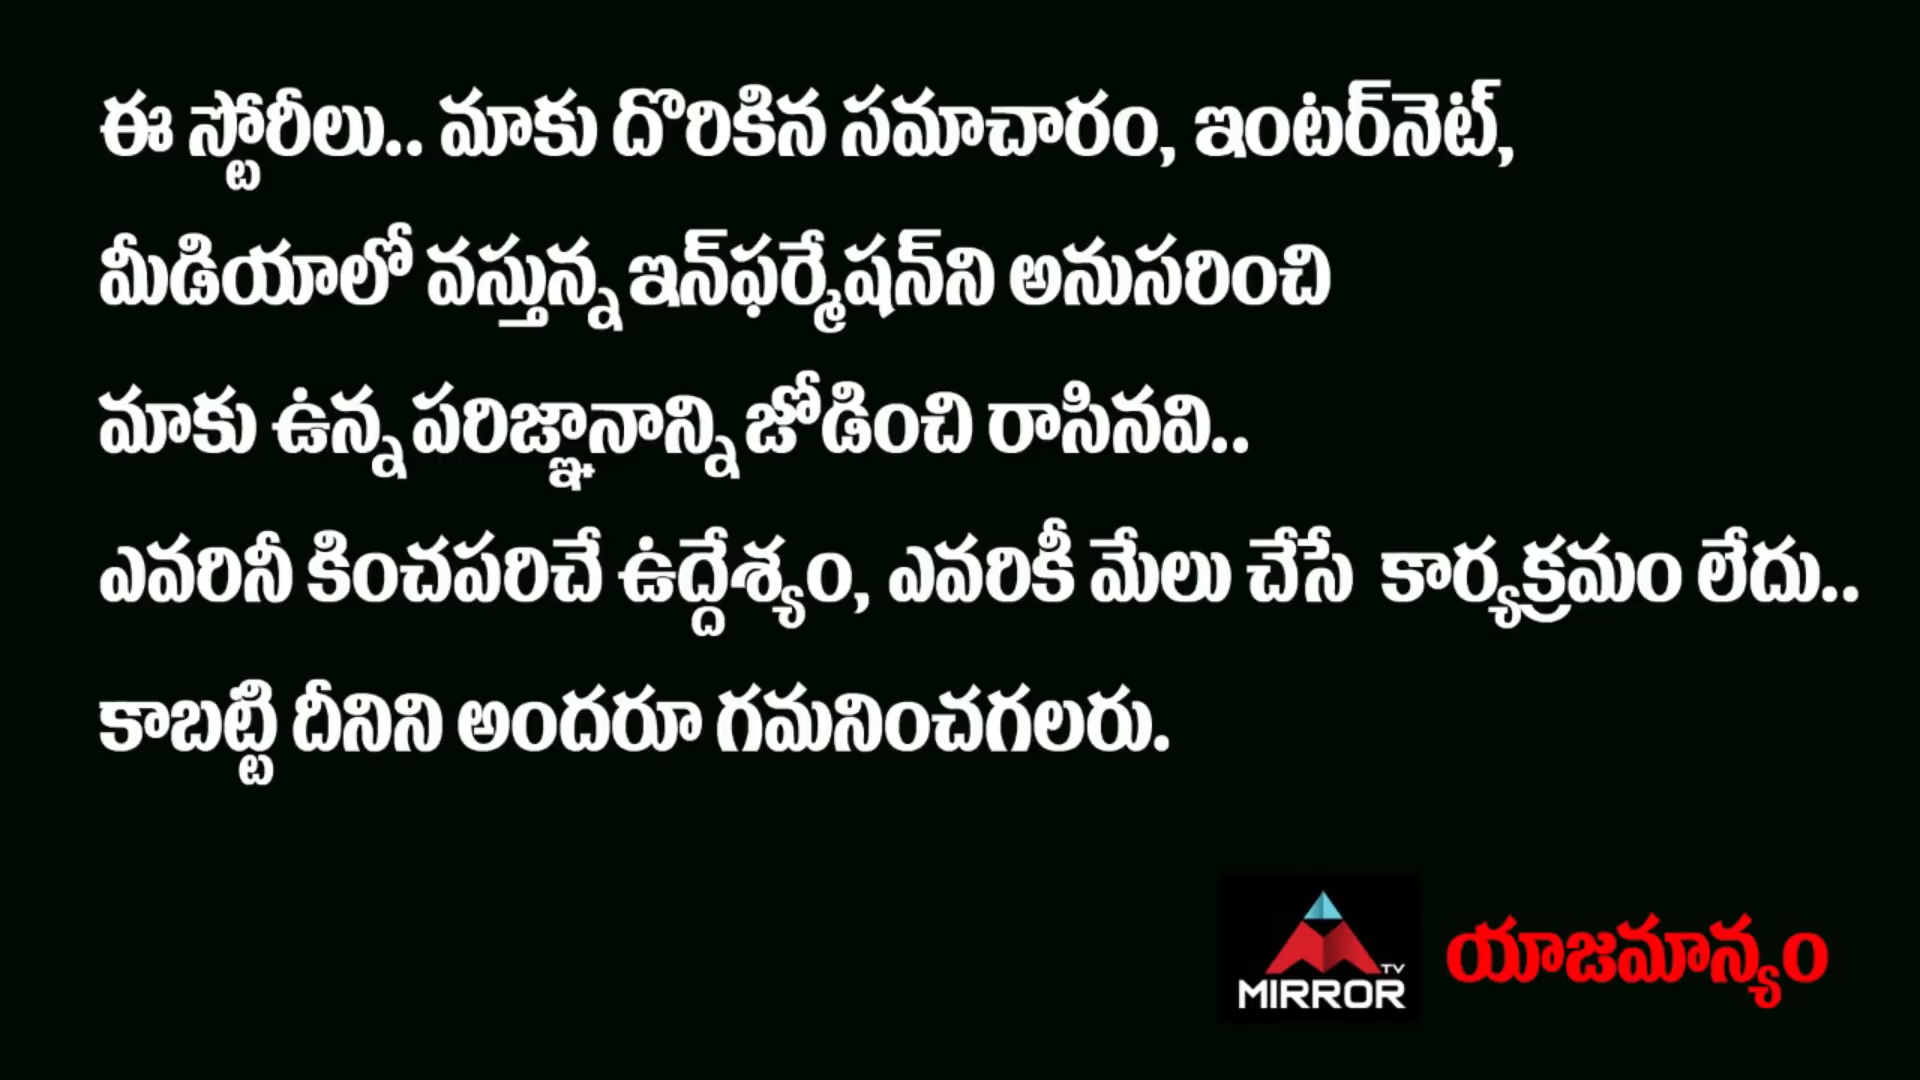 ఈ స్టోరీలు.. మాకు దొరికిన సమాచారం, ఇంటర్‌నెట్,
మీడియాలో వస్తున్న ఇన్‌ఫర్మేషన్‌ని అనుసరించి
మాకు ఉన్న పరిజ్ఞానాన్ని జోడించి రాసినవి..
ఎవరినీ కించపరిచే ఉద్దేశ్యం, ఎవరికీ మేలు చేసే కార్యక్రమం లేదు..
కాబట్టి దీనిని అందరూ గమనించగలరు.
TV
MIRROR
యాజమాన్యం